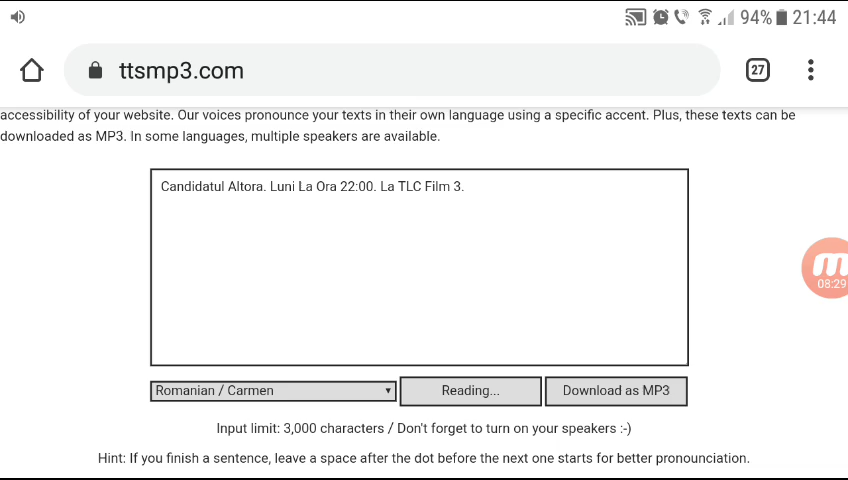 94% 21:44
ttsmp3.com 27
accessibility of your website. Our voices pronounce your texts in their own language using a specific accent. Plus, these texts can be
downloaded as MP3. In some languages, multiple speakers are available.
Candidatul Altora. Luni La Ora 22:00. La TLC Film 3.
08:29
Romanian / Carmen Reading... Download as MP3
Input limit: 3,000 characters / Don't forget to turn on your speakers :-)
Hint: If you finish a sentence, leave a space after the dot before the next one starts for better pronounciation.